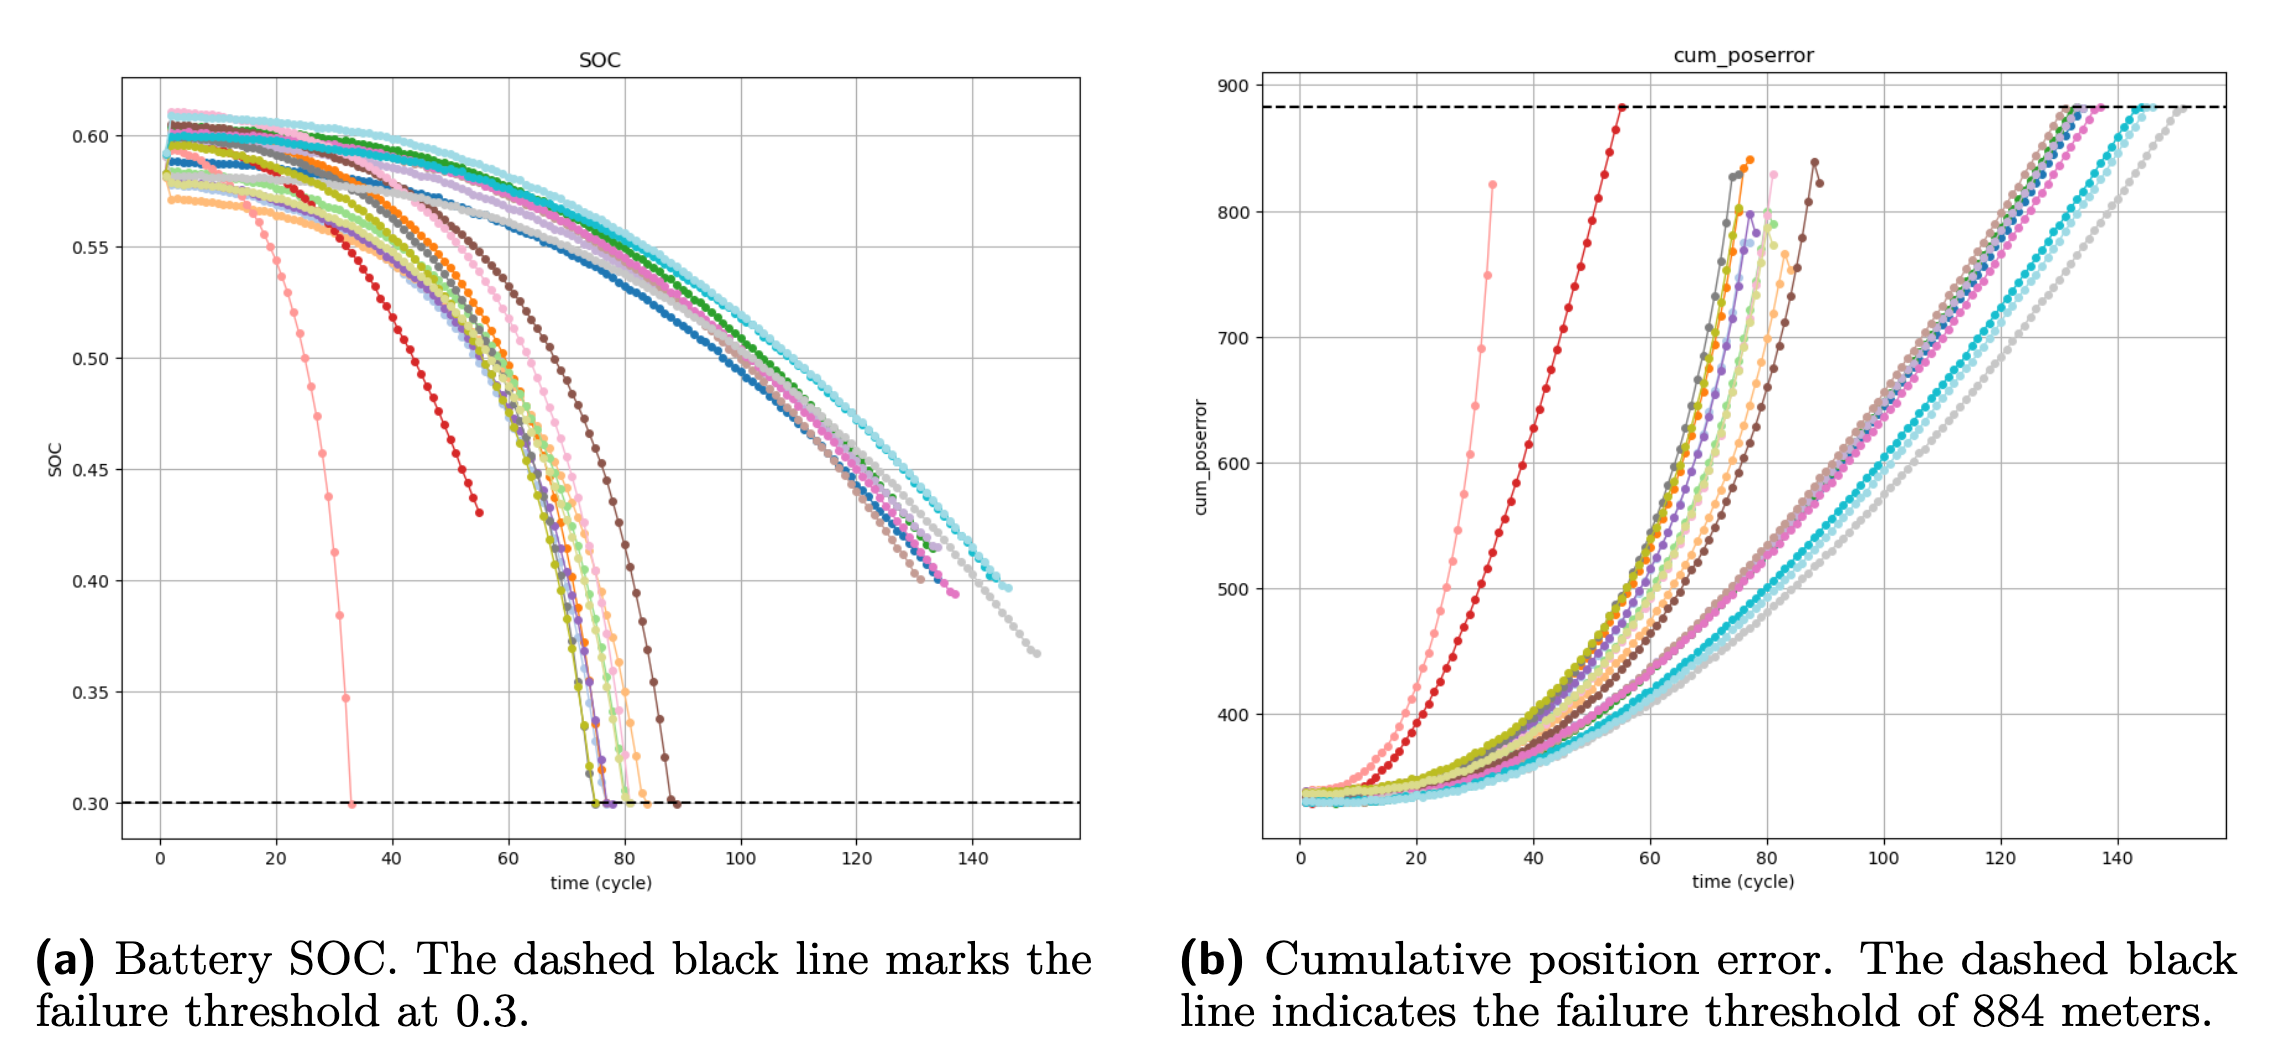 SOC
0.60
0.55
0.50
0.45
0.40
0.35
0.30
SOC
0 20 40 60 80 100 120 140
time (cycle)
cum_poserror
900
800
700
600
500
400
cum_poserror
0 20 40 60 80 100 120 140
time (cycle)
(a) Battery SOC. The dashed black line marks the
failure threshold at 0.3.
(b) Cumulative position error. The dashed black
line indicates the failure threshold of 884 meters.